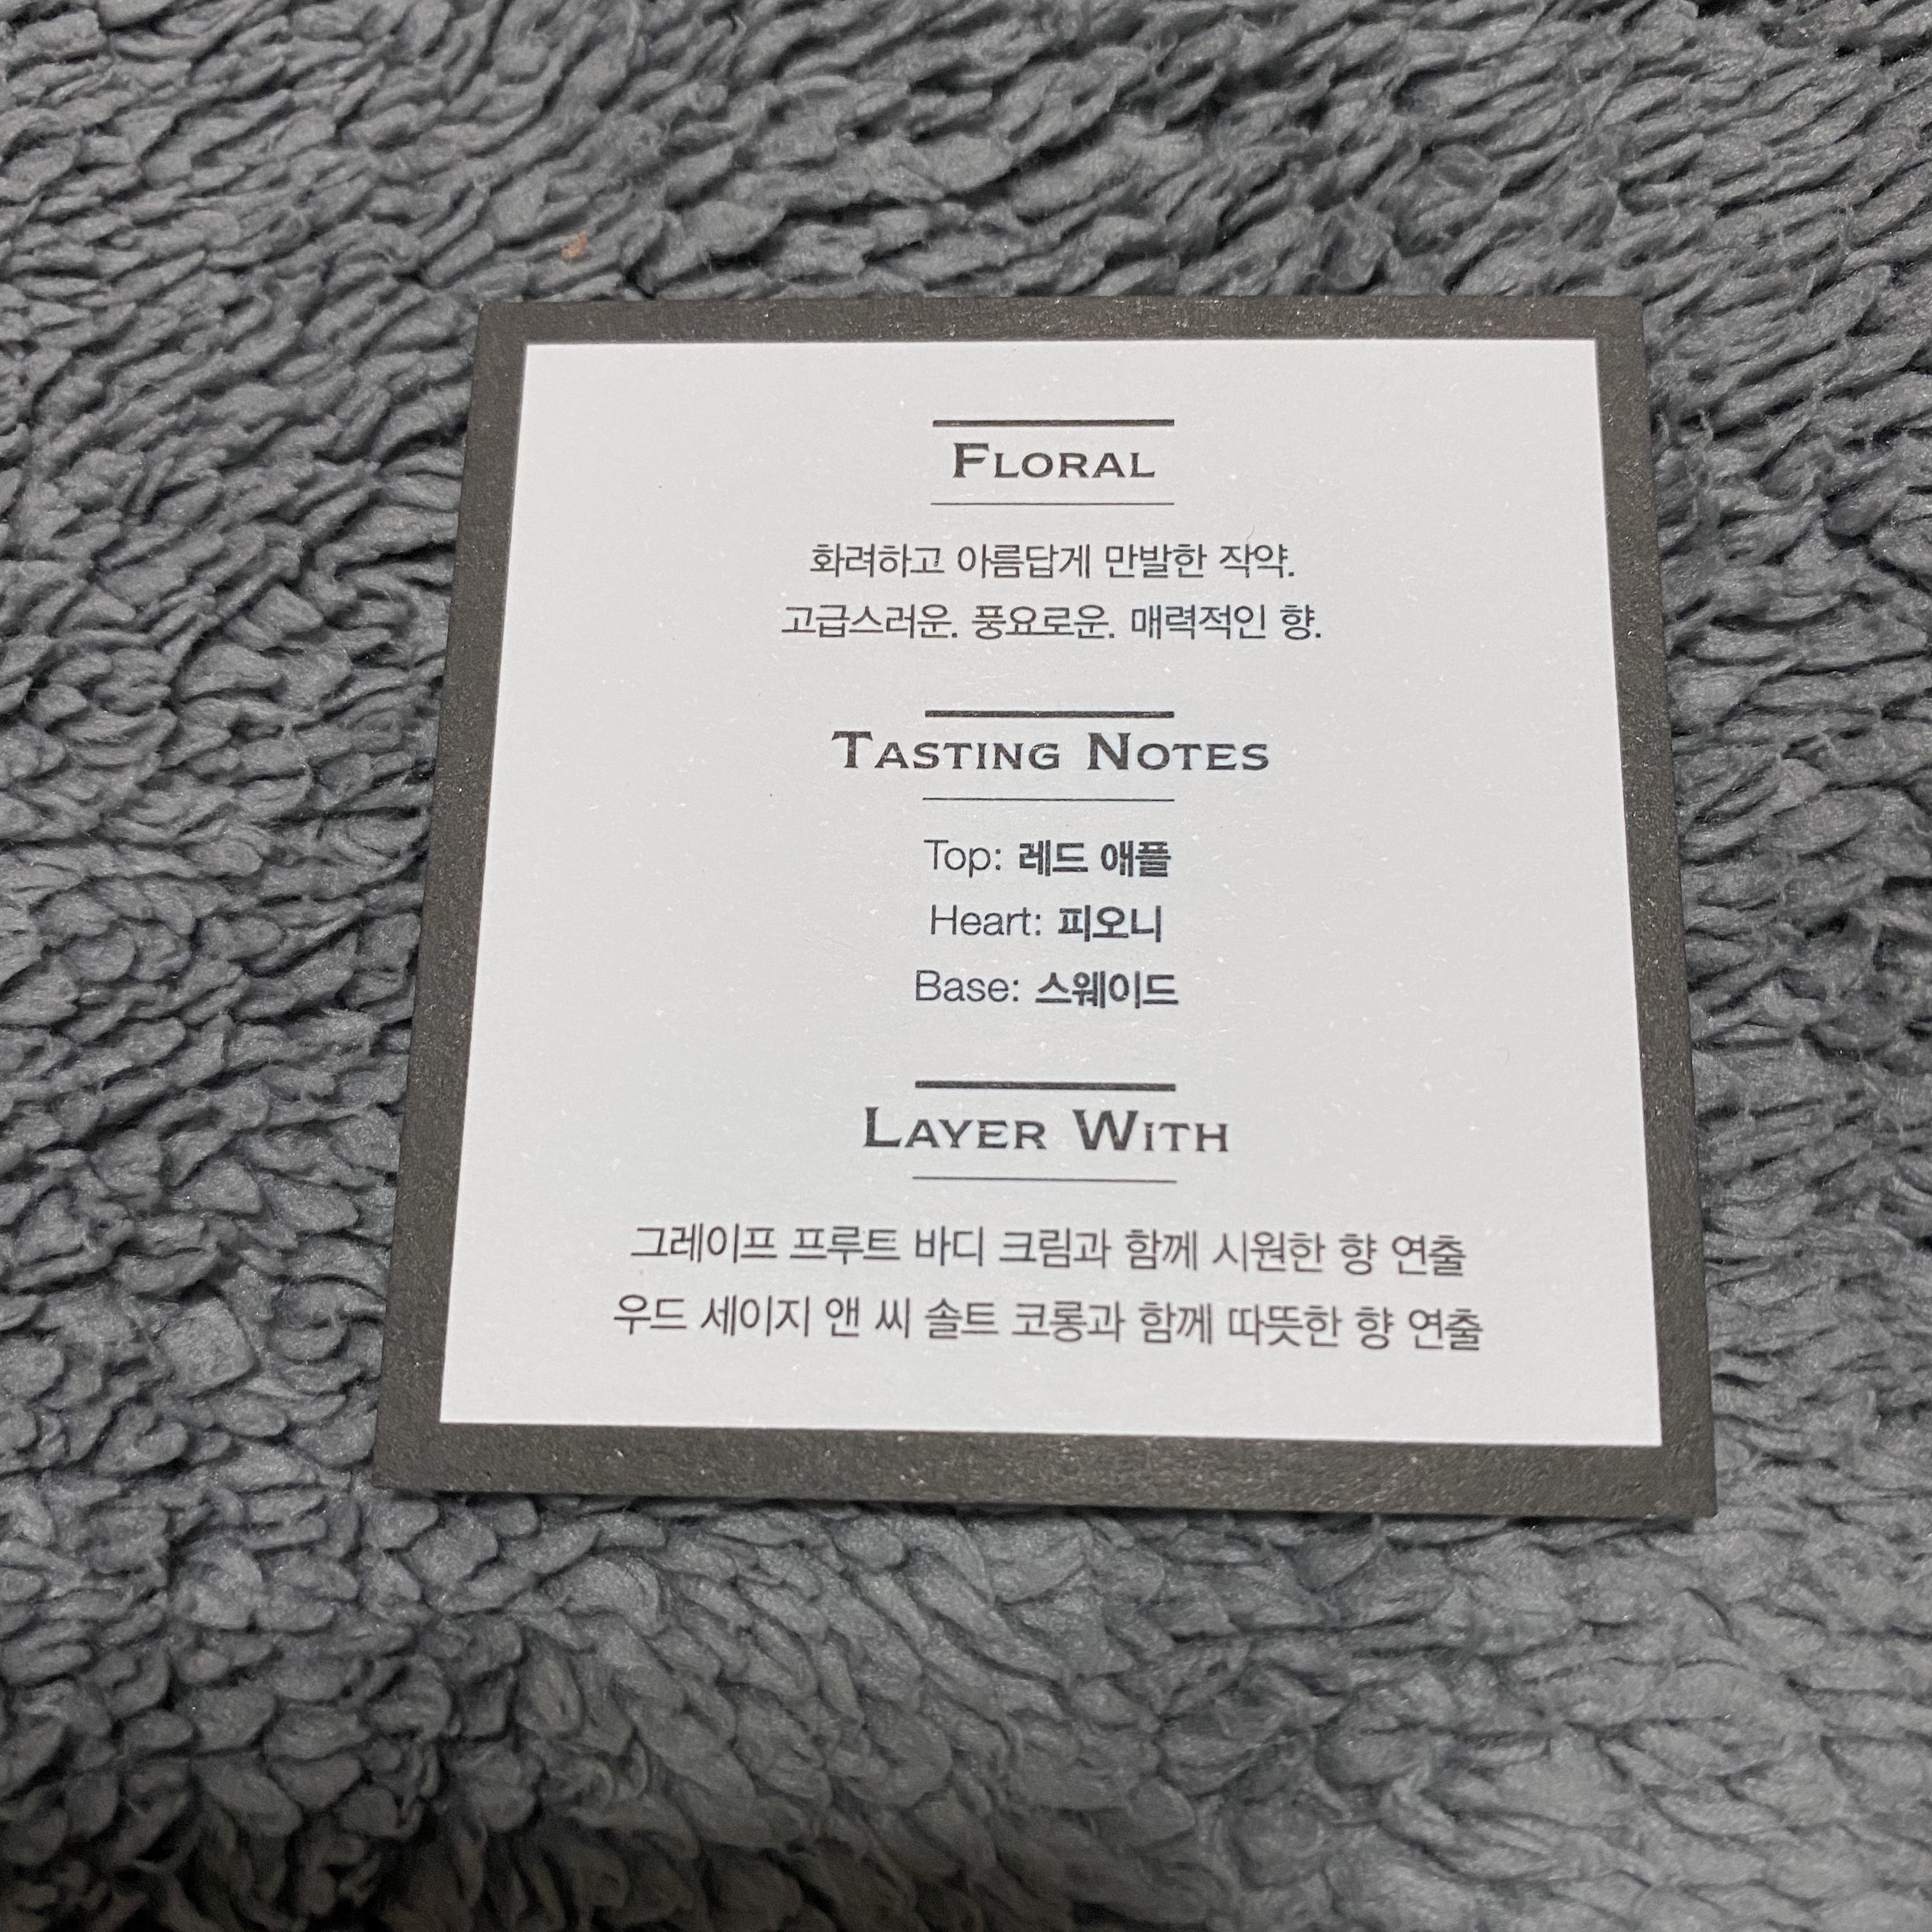 FLORAL
화려하고 아름답게 만발한 작약.
고급스러운. 풍요로운. 매력적인 향.
TASTING NOTES
Top: 레드 애플
Heart: 피오니
Base: 스웨이드
LAYER WITH
그레이프 프루트 바디 크림과 함께 시원한 향 연출
우드 세이지 앤 씨 솔트 코롱과 함께 따뜻한 향 연출